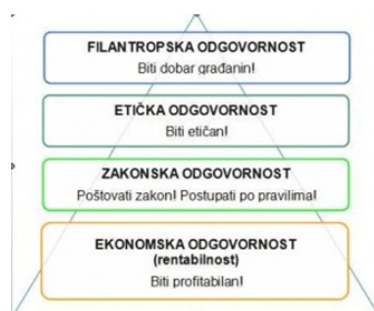 FILANTROPSKA ODGOVORNOST
Biti dobar građanin!
ETIČKA ODGOVORNOST
Biti etičan!
ZAKONSKA ODGOVORNOST
Poštovati zakon! Postupati po pravilima!
EKONOMSKA ODGOVORNOST
(rentabilnost)
Biti profitabilan!